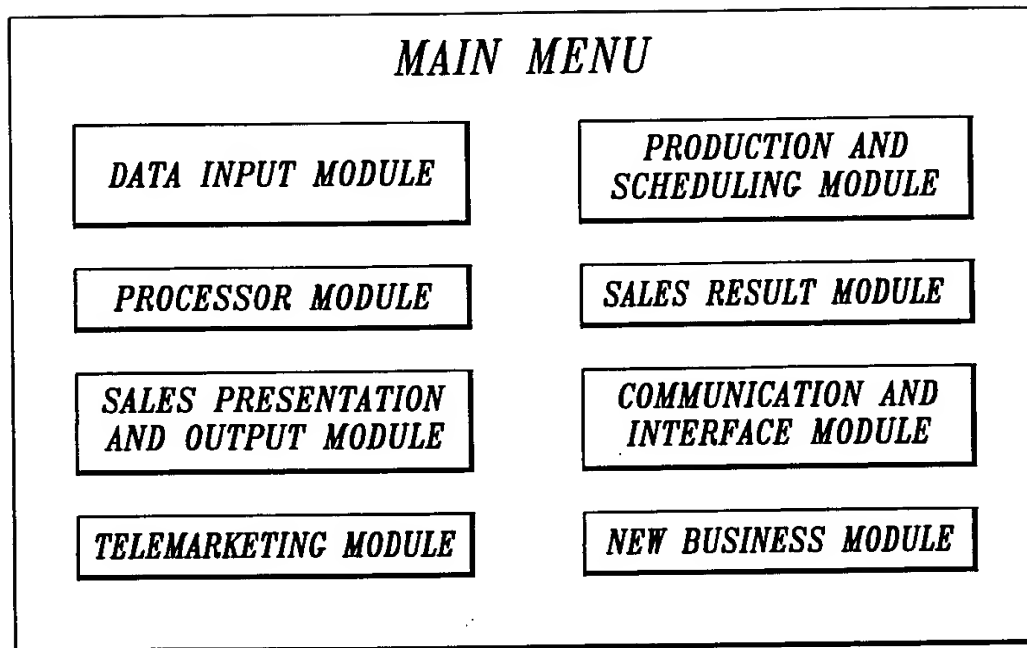 MAIN MENU
DATA INPUT MODULE
PROCESSOR MODULE
SALES PRESENTATION
AND OUTPUT MODULE
TELEMARKETING MODULE
PRODUCTION AND
SCHEDULING MODULE
SALES RESULT MODULE
COMMUNICATION AND
INTERFACE MODULE
NEW BUSINESS MODULE